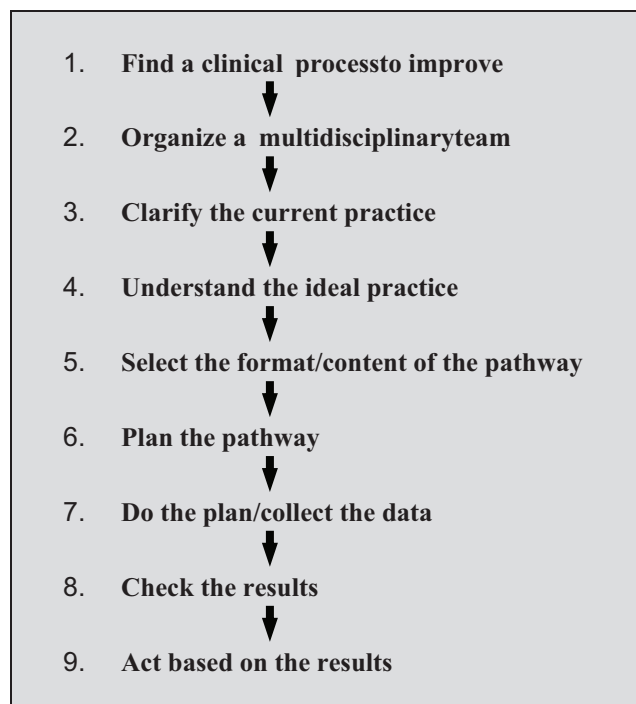 1. Find a clinical processto improve
2. Organize a multidisciplinaryteam
3. Clarify the current practice
4. Understand the ideal practice
5. Select the format/content of the pathway
6. Plan the pathway
7. Do the plan/collect the data
8. Check the results
9. Act based on the results